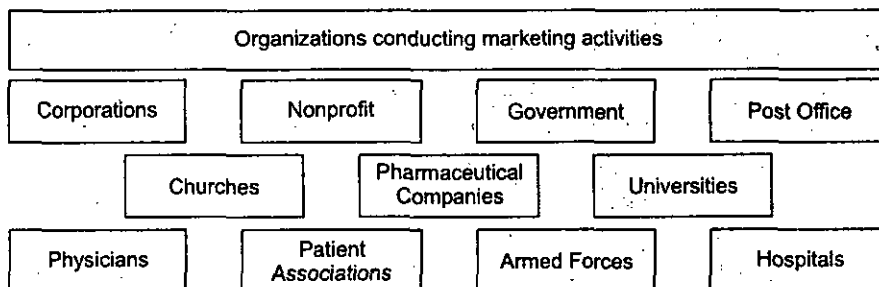 Organizations conducting marketing activities
Corporations
Nonprofit
Government
Post Office
Churches
Pharmaceutical
Companies
Universities
Physicians
Patient
Associations
Armed Forces
Hospitals